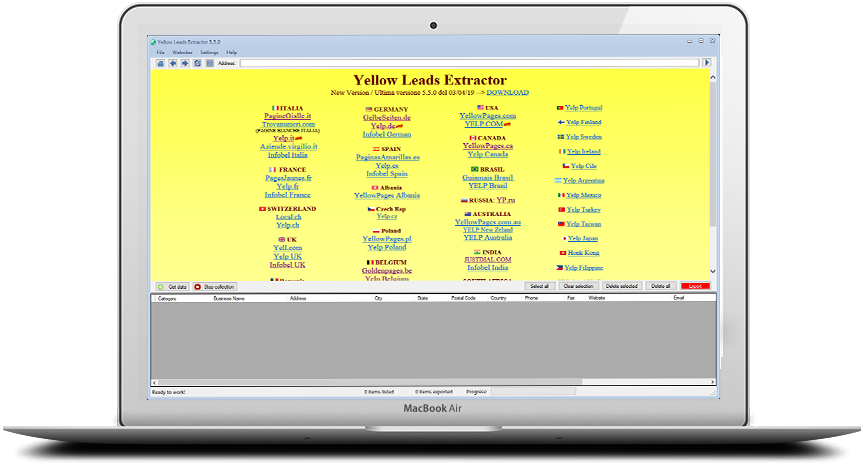 Yellow Leads Extractor 5.5.0
File Websites Settings Help
Address:
Yellow Leads Extractor
New Version / Ultima versione 5.5.0 del 03/04/19 --> DOWNLOAD
ITALIA
PagineGialle.it
Trovanumeri.com
(PAGINE BIANCHE ITALIA)
Yelp.it
Aziende.virgilio.it
Infobel Italia
FRANCE
PagesJaunes.fr
Yelp.fr
Infobel France
SWITZERLAND
Local.ch
Yelp.ch
UK
Yell.com
Yelp UK
Infobel UK
Romania
GERMANY
GelbeSeiten.de
Yelp.de
Infobel German
SPAIN
PaginasAmarillas.es
Yelp.es
Infobel Spain
Albania
YellowPages Albania
Czech Rep
Yelp.cz
Poland
YellowPages.pl
Yelp Poland
BELGIUM
Goldenpages.be
Yelp Belgium
USA
YellowPages.com
YELP.COM
CANADA
YellowPages.ca
Yelp Canada
BRASIL
Guiamais Brasil
YELP Brasil
RUSSIA: YP.ru
AUSTRALIA
YellowPages.com.au
YELP New Zeland
YELP Australia
INDIA
JUSTDIAL.COM
Infobel India
SOUTH AFRICA
Yelp Portugal
Yelp Finland
Yelp Sweden
Yelp Ireland
Yelp Cile
Yelp Argentina
Yelp Mexico
Yelp Turkey
Yelp Taiwan
Yelp Japao
Honk Kong
Yelp Filippine
Get data Stop collection Select all Clear selection Delete selected Delete all Export
Category Business Name Address City State Postal Code Country Phone Fax Website Email
Ready to work! 0 items listed 0 items exported Progress
MacBook Air